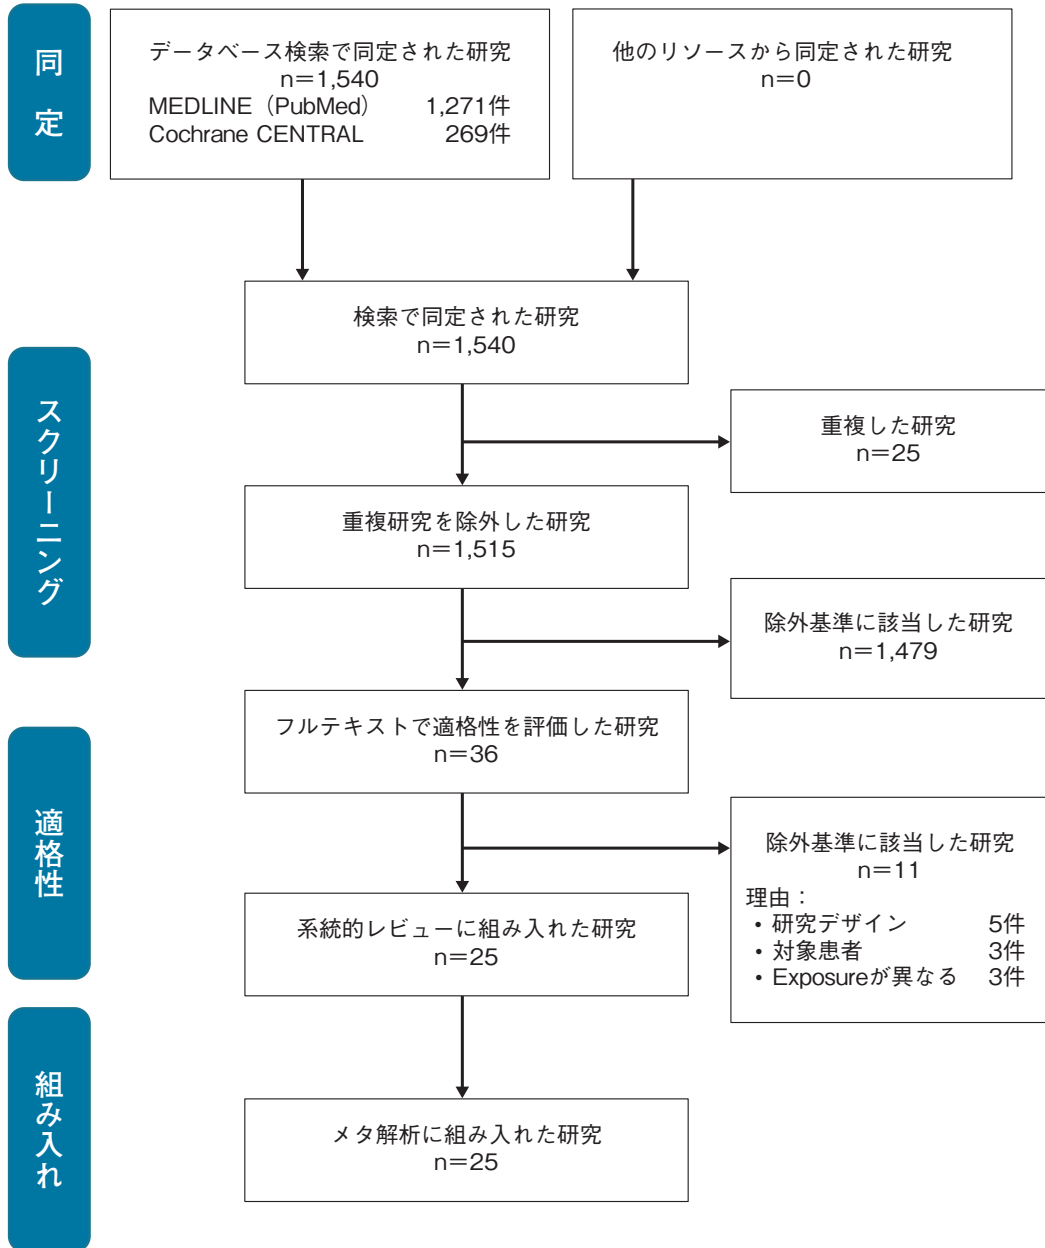 同定
データベース検索で同定された研究
n＝1,540
MEDLINE（PubMed） 1,271件
Cochrane CENTRAL 269件
他のリソースから同定された研究
n＝0
検索で同定された研究
n＝1,540
スクリーニング
重複した研究
n＝25
重複研究を除外した研究
n＝1,515
除外基準に該当した研究
n＝1,479
フルテキストで適格性を評価した研究
n＝36
適格性
除外基準に該当した研究
n＝11
理由：
・研究デザイン 5件
・対象患者 3件
・Exposureが異なる 3件
系統的レビューに組み入れた研究
n＝25
組み入れ
メタ解析に組み入れた研究
n＝25